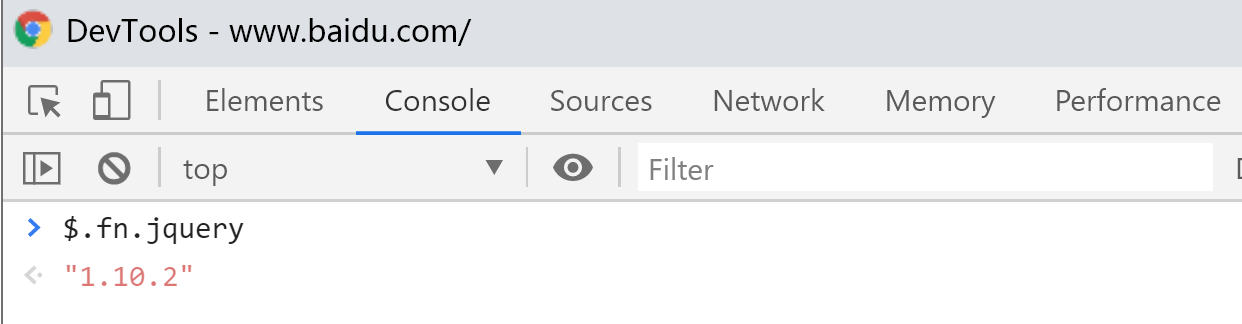 DevTools - www.baidu.com/
Elements Console Sources Network Memory Performance
top Filter
$.fn.jquery
"1.10.2"